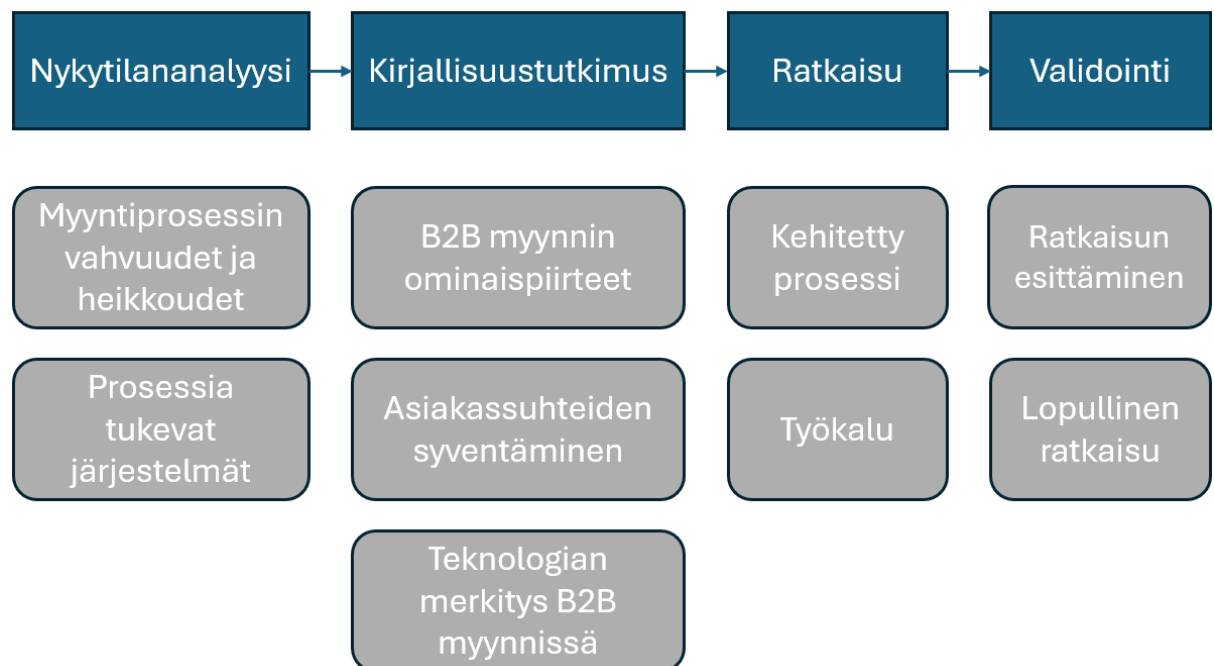 Nykytilananalyysi
Kirjallisuustutkimus
Ratkaisu
Validointi
Myyntiprosessin
vahvuudet ja
heikkoudet
B2B myynnin
ominaispiirteet
Kehitetty
prosessi
Ratkaisun
esittäminen
Prosessia
tukevat
järjestelmät
Asiakassuhteiden
syventäminen
Työkalu
Lopullinen
ratkaisu
Teknologian
merkitys B2B
myynnissä